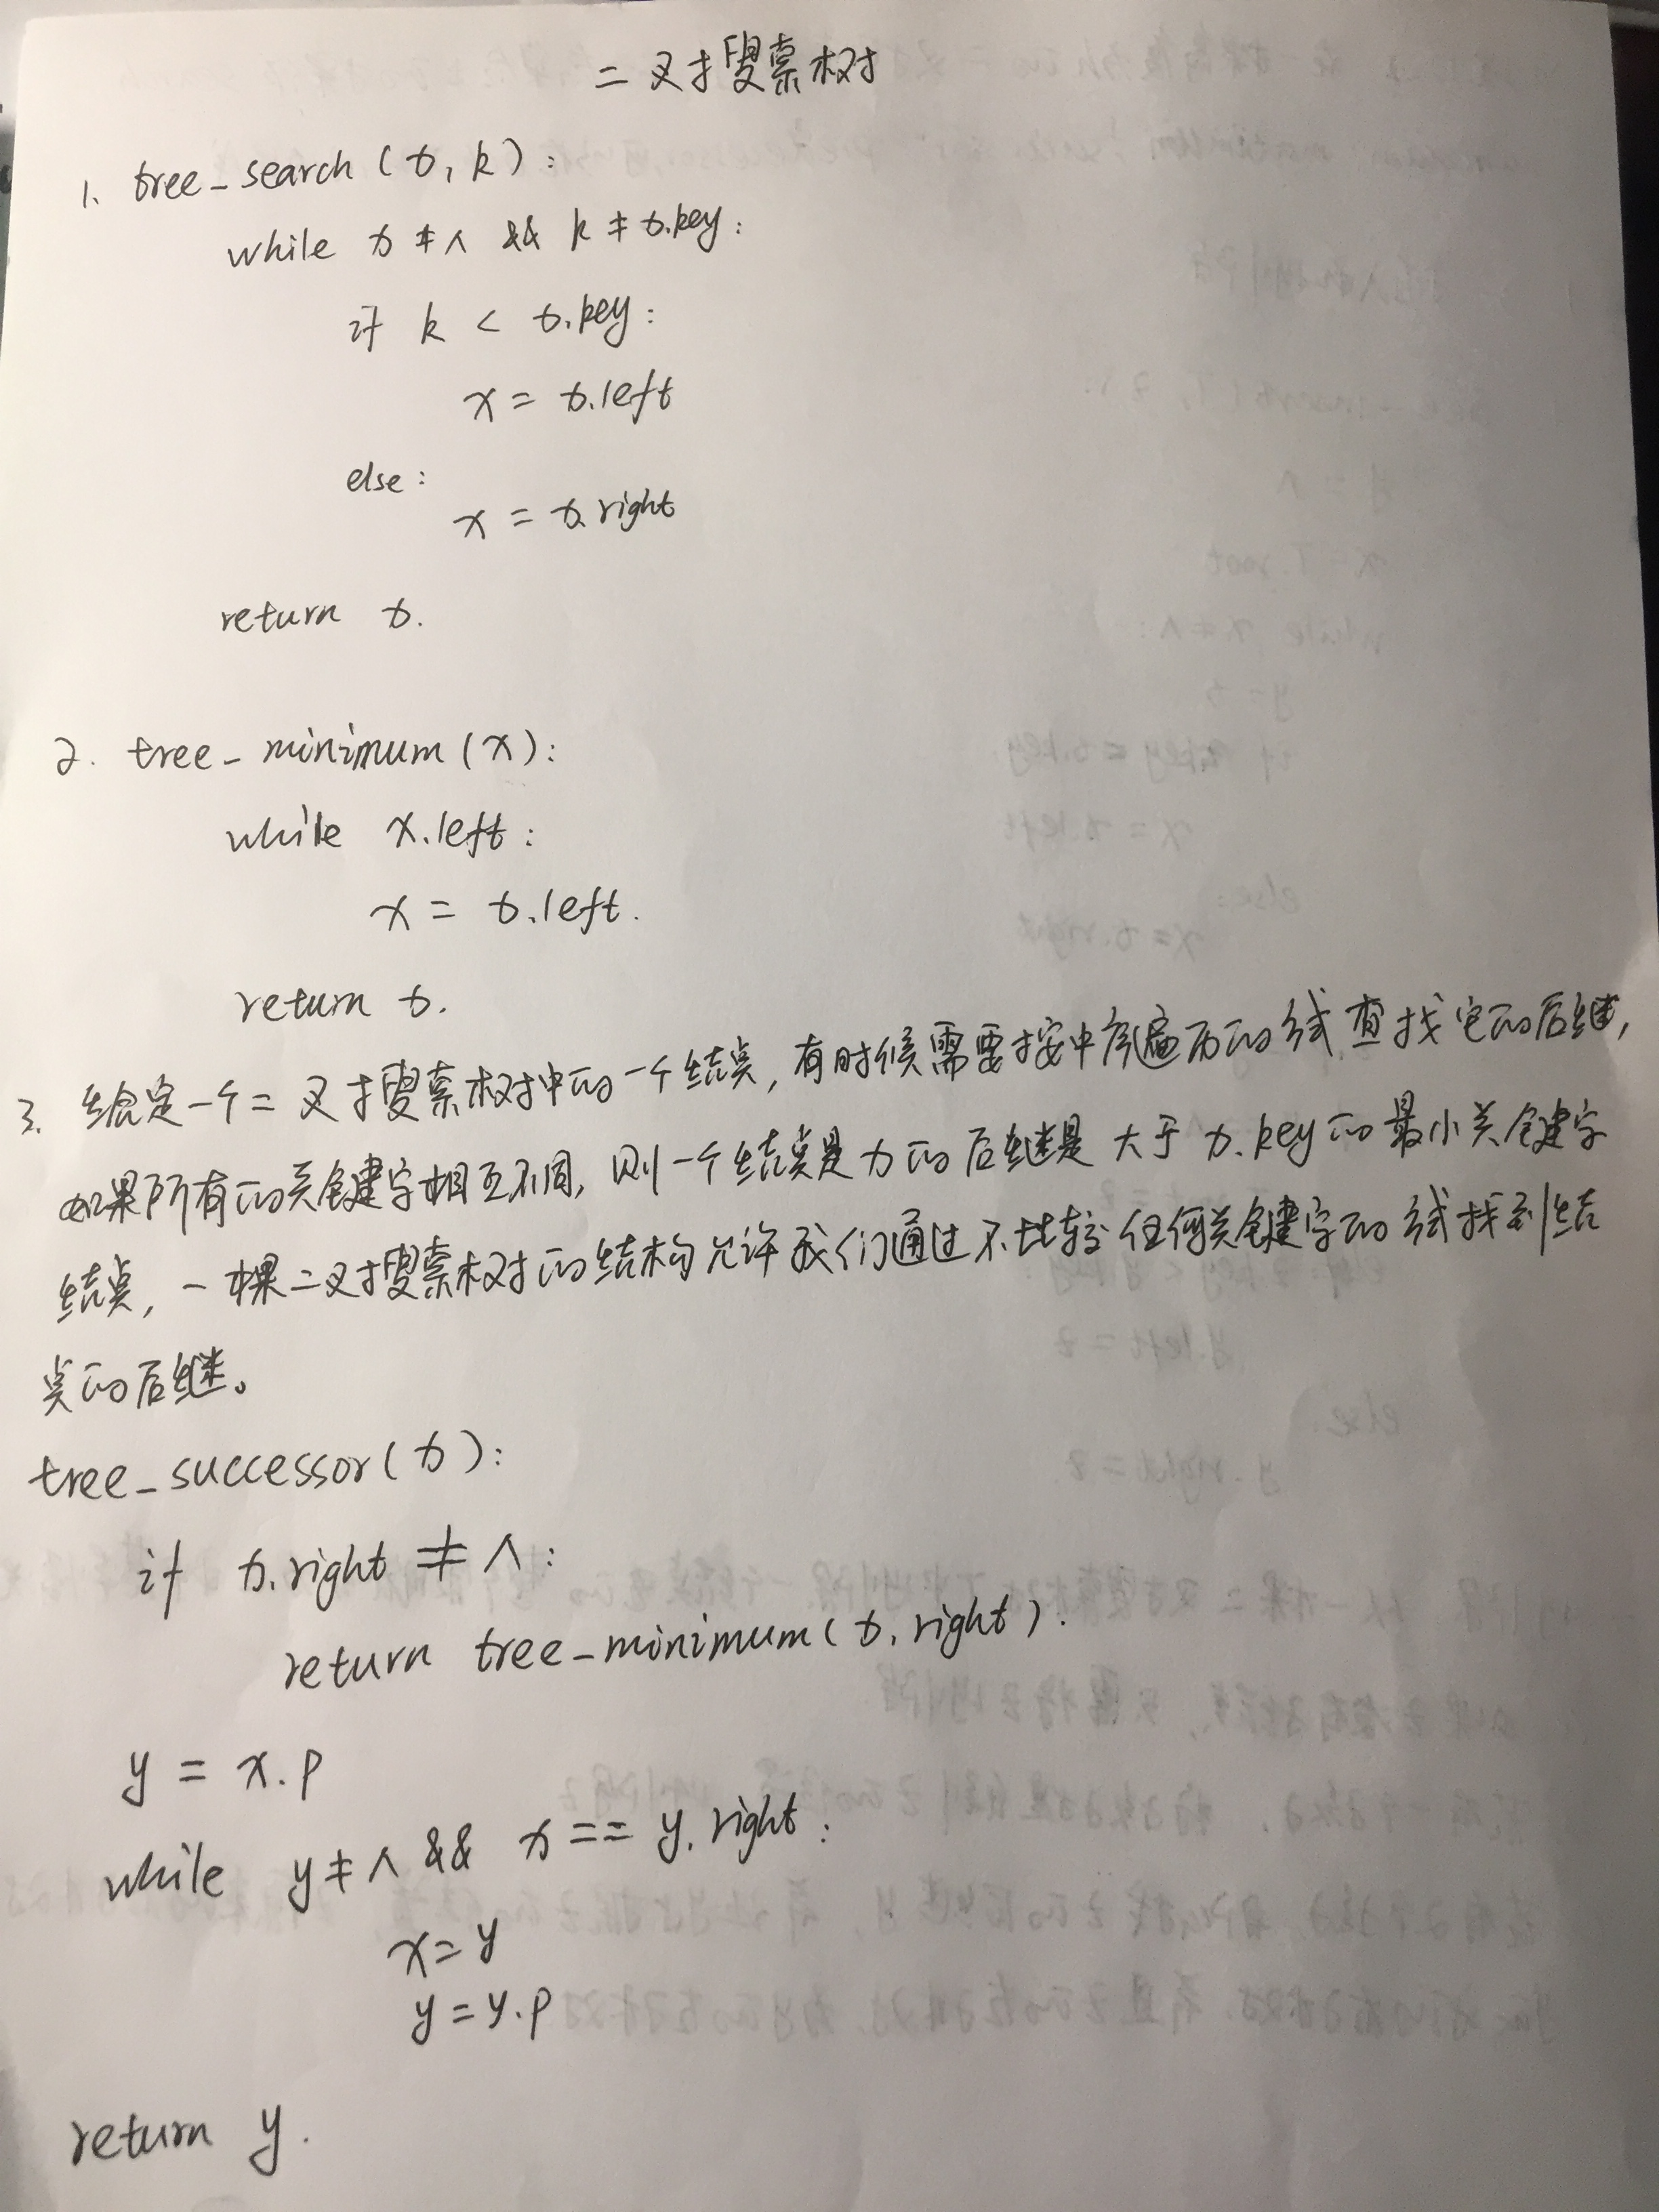 二叉搜索树
1. tree_search(x, k):
while x ≠ ∧ && k ≠ x.key:
if k < x.key:
x = x.left
else:
x = x.right
return x.
2. tree_minimum(x):
while x.left:
x = x.left.
return x.
3. 给定一个二叉搜索树中的一个结点,有时候需要按中序遍历的方式查找它的后继,
如果所有的关键字相互不同,则一个结点是x的后继是大于x.key的最小关键字
结点,一棵二叉搜索树的结构允许我们通过不比较任何关键字的方式找到结
点的后继。
tree_successor(x):
if x.right ≠ ∧:
return tree_minimum(x.right).
y = x.p
while y ≠ ∧ && x == y.right:
x = y
y = y.p
return y.